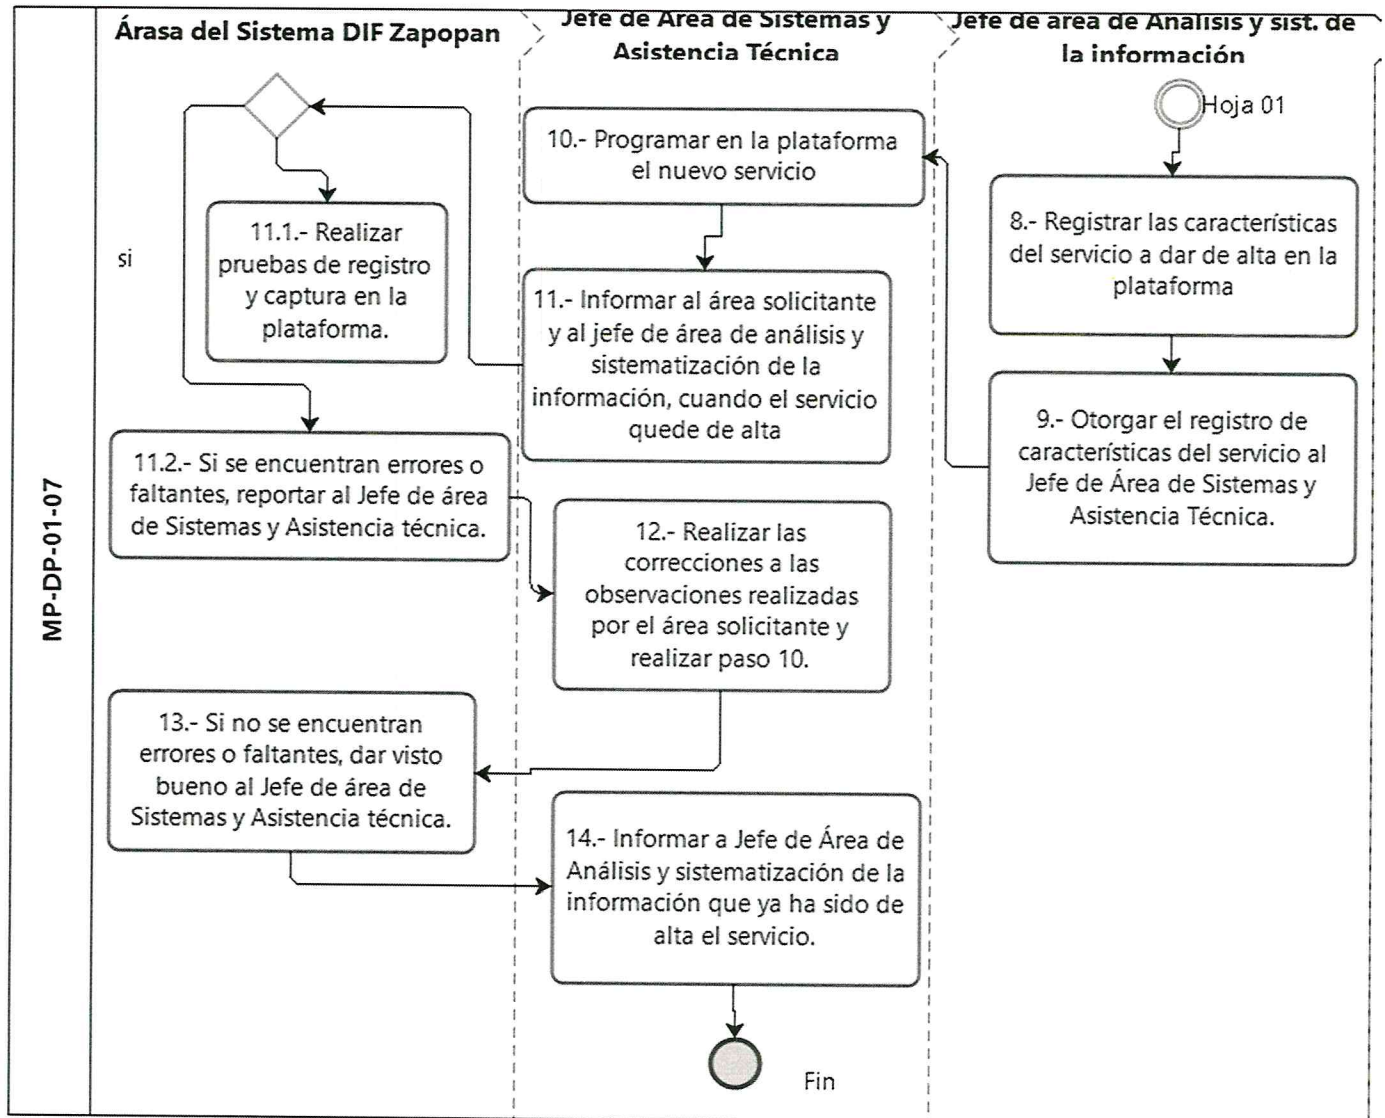 MP-DP-01-07
Árasa del Sistema DIF Zapopan
Jefe de Área de Sistemas y
Asistencia Técnica
Jefe de área de Análisis y sist. de
la información
Hoja 01
8.- Registrar las características
del servicio a dar de alta en la
plataforma
9.- Otorgar el registro de
características del servicio al
Jefe de Área de Sistemas y
Asistencia Técnica.
10.- Programar en la plataforma
el nuevo servicio
11.- Informar al área solicitante
y al jefe de área de análisis y
sistematización de la
información, cuando el servicio
quede de alta
si
11.1.- Realizar
pruebas de registro
y captura en la
plataforma.
11.2.- Si se encuentran errores o
faltantes, reportar al Jefe de área
de Sistemas y Asistencia técnica.
12.- Realizar las
correcciones a las
observaciones realizadas
por el área solicitante y
realizar paso 10.
13.- Si no se encuentran
errores o faltantes, dar visto
bueno al Jefe de área de
Sistemas y Asistencia técnica.
14.- Informar a Jefe de Área de
Análisis y sistematización de la
información que ya ha sido de
alta el servicio.
Fin